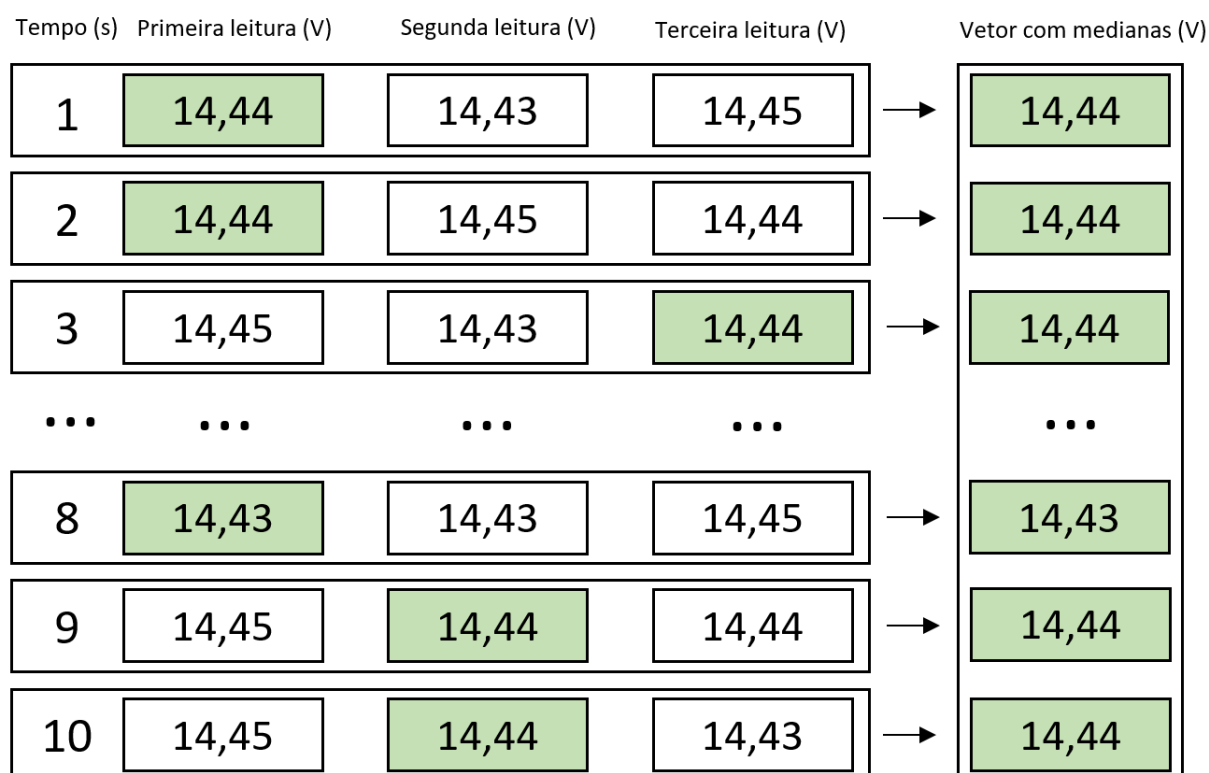 Tempo (s) Primeira leitura (V) Segunda leitura (V) Terceira leitura (V) Vetor com medianas (V)
1 14,44 14,43 14,45 14,44
2 14,44 14,45 14,44 14,44
3 14,45 14,43 14,44 14,44
... ... ... ... ...
8 14,43 14,43 14,45 14,43
9 14,45 14,44 14,44 14,44
10 14,45 14,44 14,43 14,44